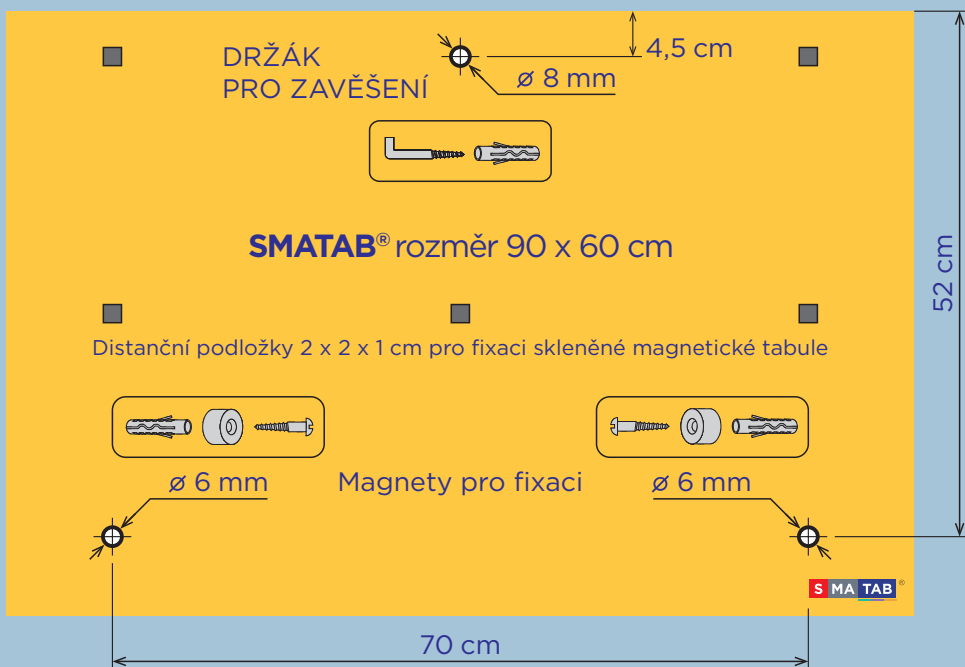 DRŽÁK
PRO ZAVĚŠENÍ
4,5 cm
ø 8 mm
SMATAB® rozměr 90 x 60 cm
52 cm
Distanční podložky 2 x 2 x 1 cm pro fixaci skleněné magnetické tabule
ø 6 mm
Magnety pro fixaci
ø 6 mm
SMATAB®
70 cm